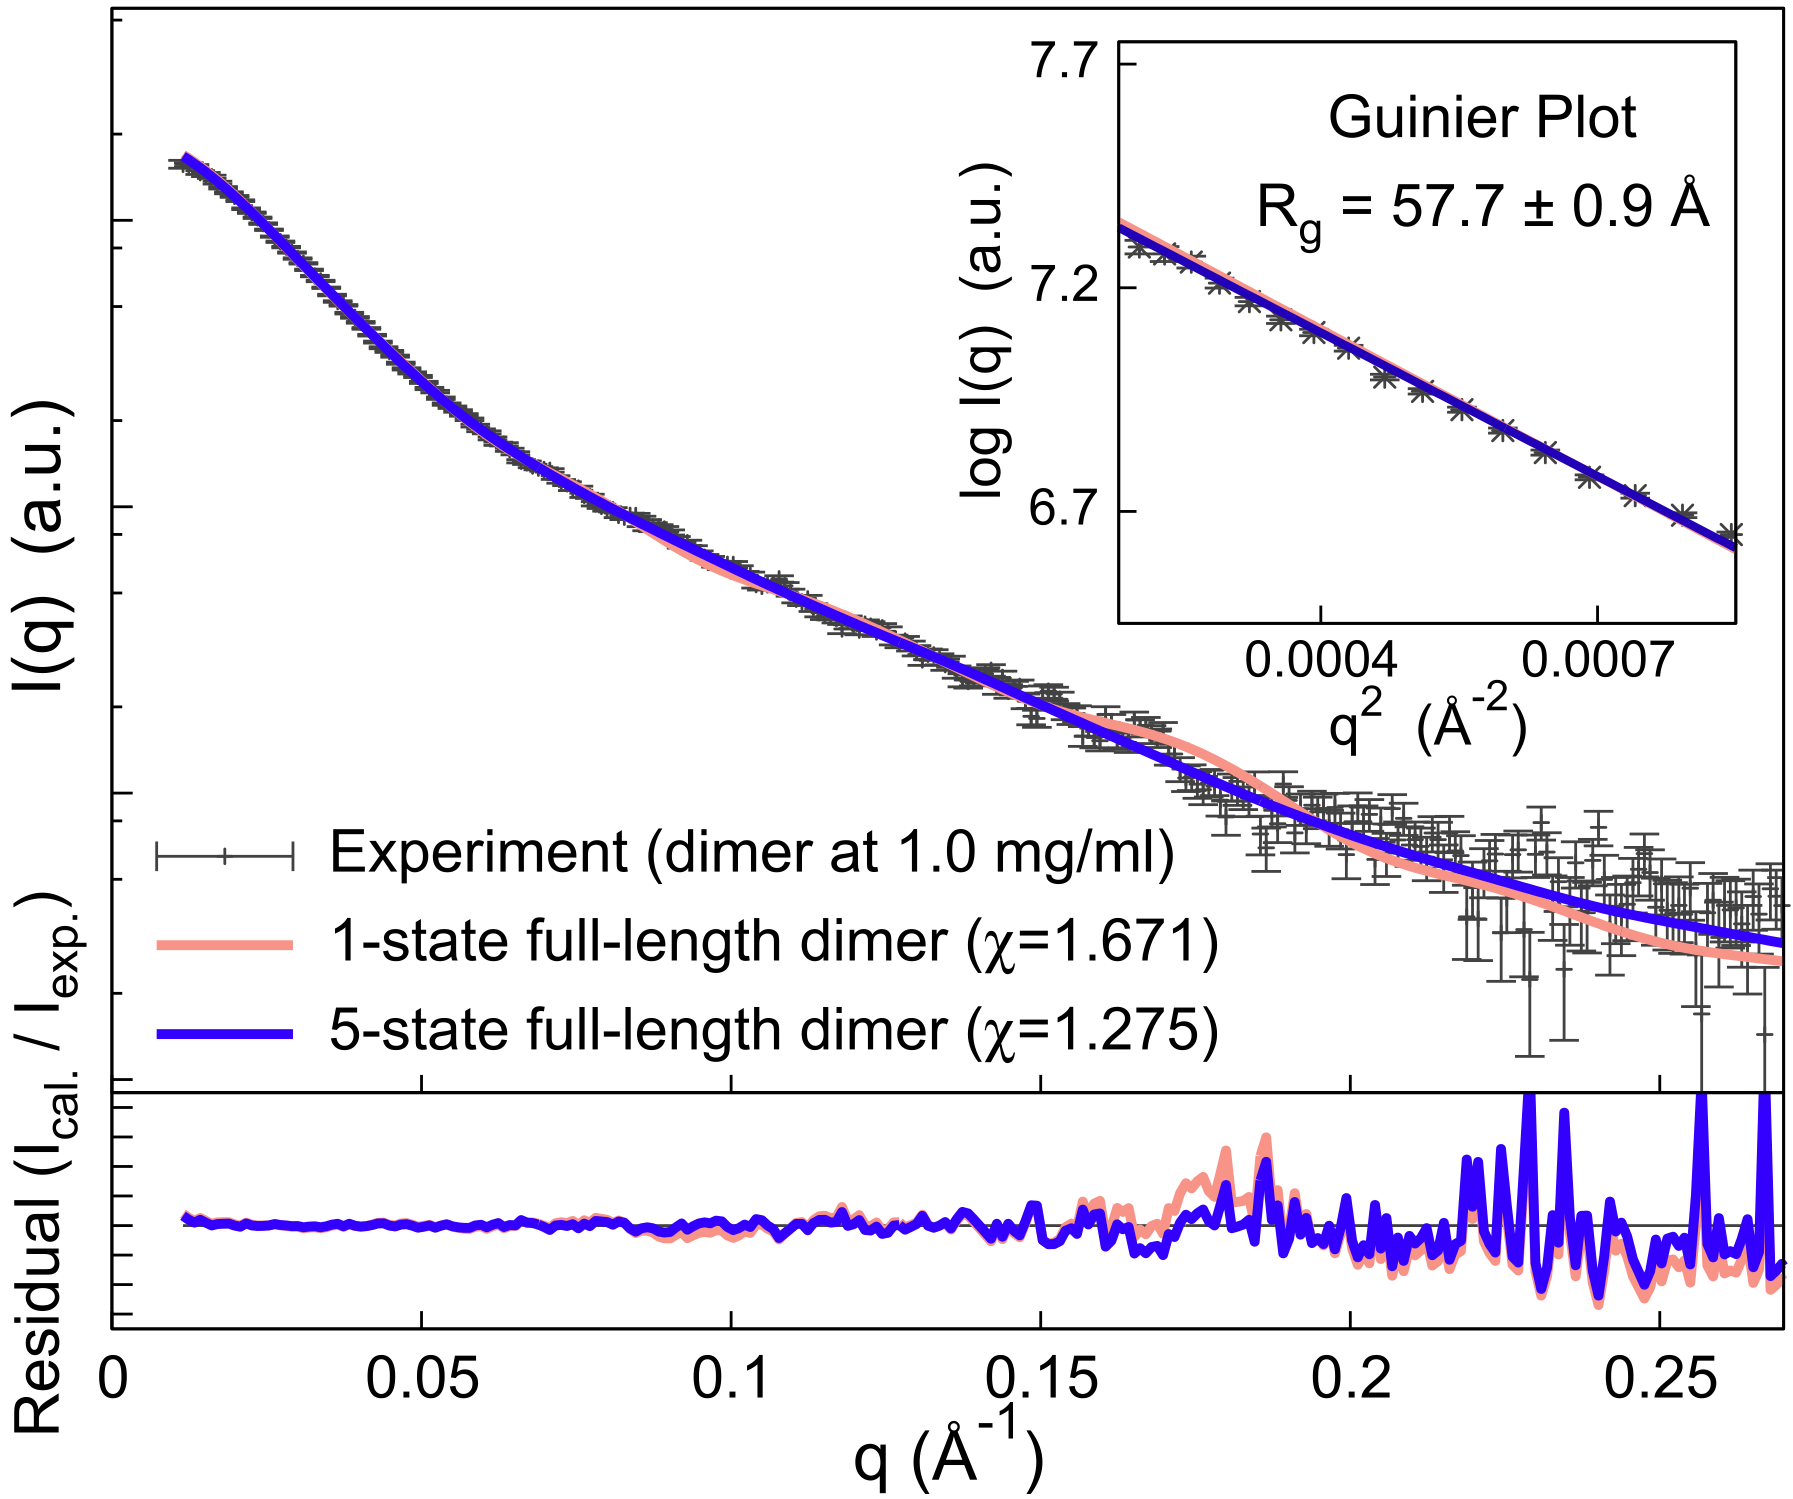 I(q) (a.u.)
7.7
7.2
6.7
log I(q) (a.u.)
Guinier Plot
R_g = 57.7 ± 0.9 Å
0.0004 0.0007
q² (Å⁻²)
Experiment (dimer at 1.0 mg/ml)
1-state full-length dimer (χ=1.671)
5-state full-length dimer (χ=1.275)
Residual (I_cal. / I_exp.)
0 0.05 0.1 0.15 0.2 0.25
q (Å⁻¹)